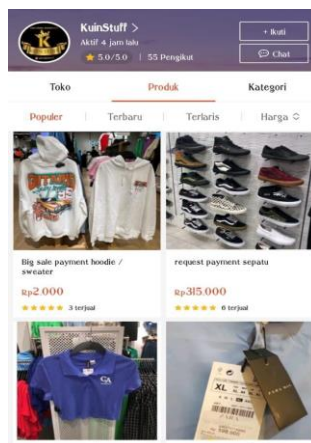 KuinStuff >
Aktif 4 jam lalu
5.0/5.0 | 55 Pengikut
+ Ikuti
Chat
Toko
Produk
Kategori
Populer
Terbaru
Terlaris
Harga
Big sale payment hoodie /
sweater
Rp2.000
3 terjual
request payment sepatu
Rp315.000
6 terjual
GA
XL